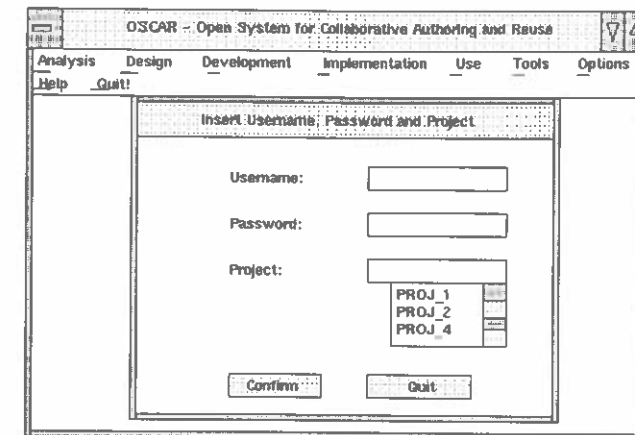 OSCAR - Open System for Collaborative Authoring and Reuse
Analysis Design Development Implementation Use Tools Options
Help Quit!
Insert Username, Password and Project
Username:
Password:
Project:
PROJ_1
PROJ_2
PROJ_4
Confirm Quit